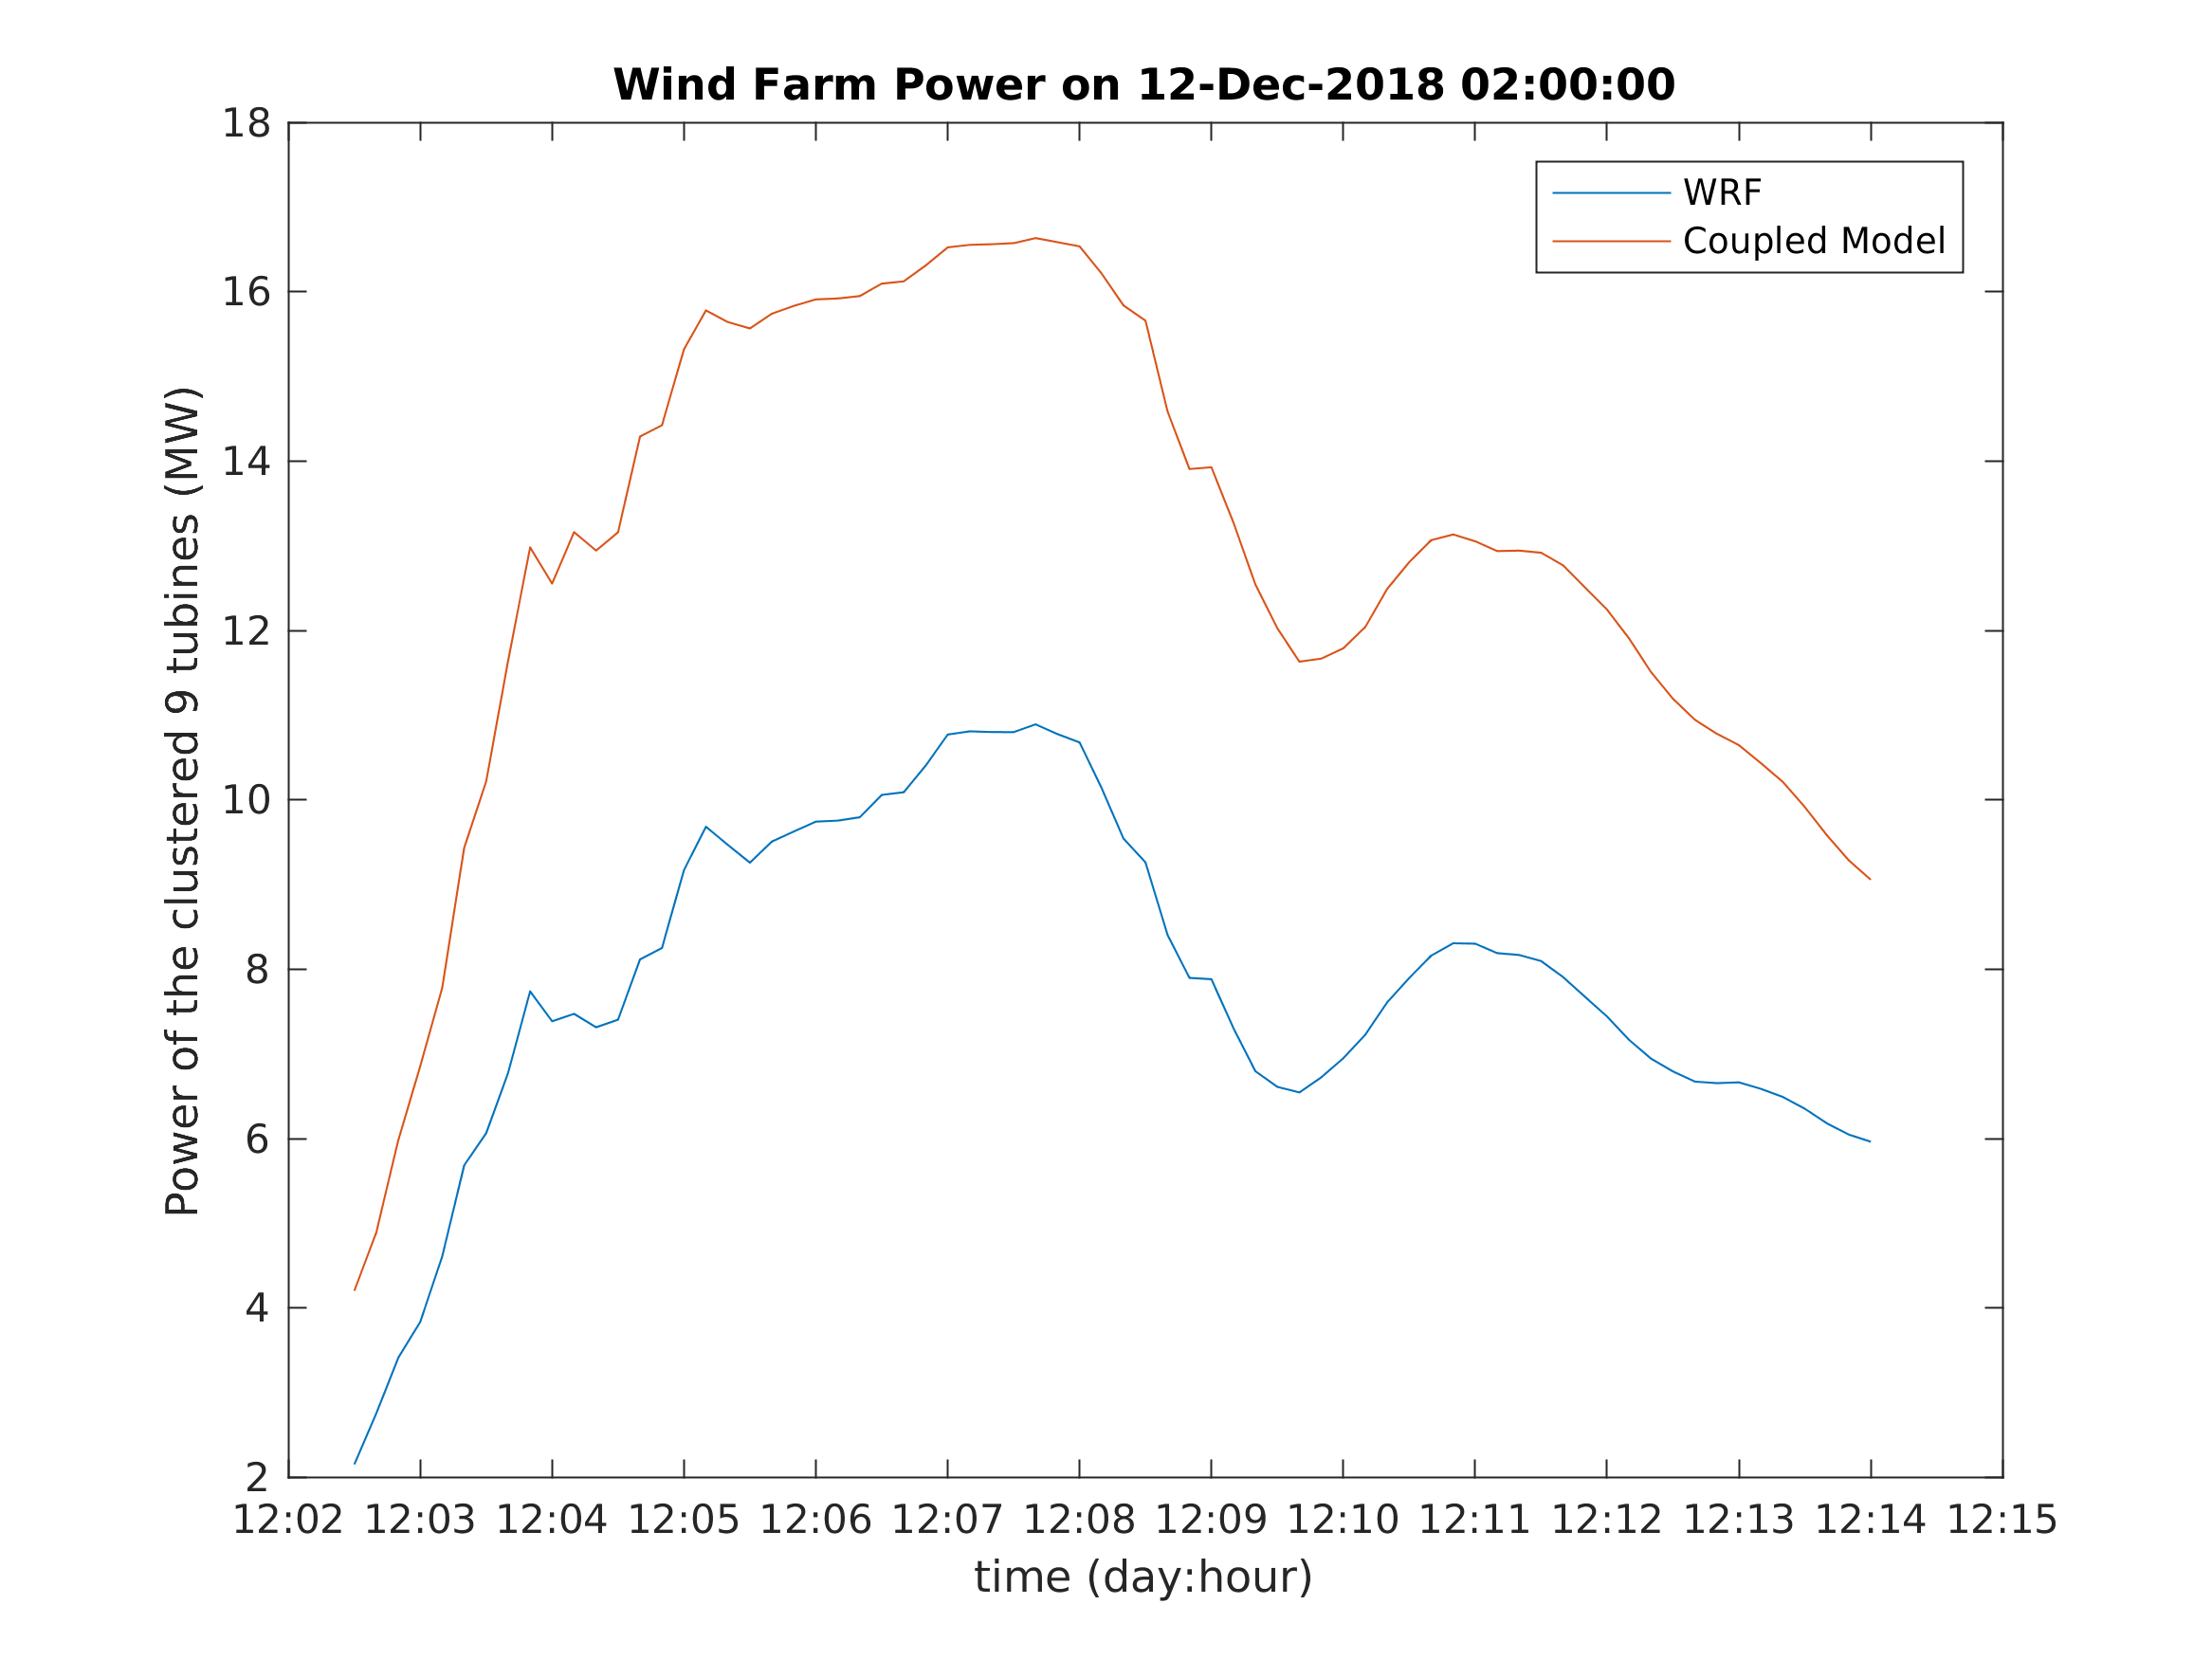 Wind Farm Power on 12-Dec-2018 02:00:00
WRF
Coupled Model
Power of the clustered 9 tubines (MW)
18
16
14
12
10
8
6
4
2
12:02 12:03 12:04 12:05 12:06 12:07 12:08 12:09 12:10 12:11 12:12 12:13 12:14 12:15
time (day:hour)